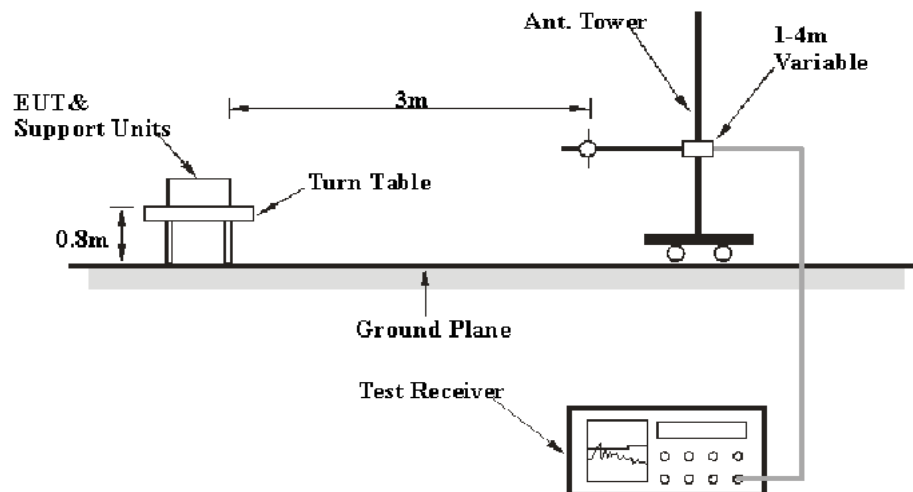 Ant. Tower
1-4m
Variable
3m
EUT&
Support Units
Turn Table
0.8m
Ground Plane
Test Receiver